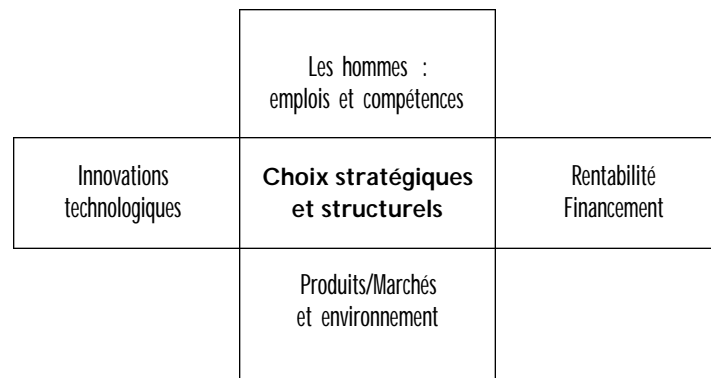 Les hommes :
emplois et compétences
Innovations
technologiques
Choix stratégiques
et structurels
Rentabilité
Financement
Produits/Marchés
et environnement